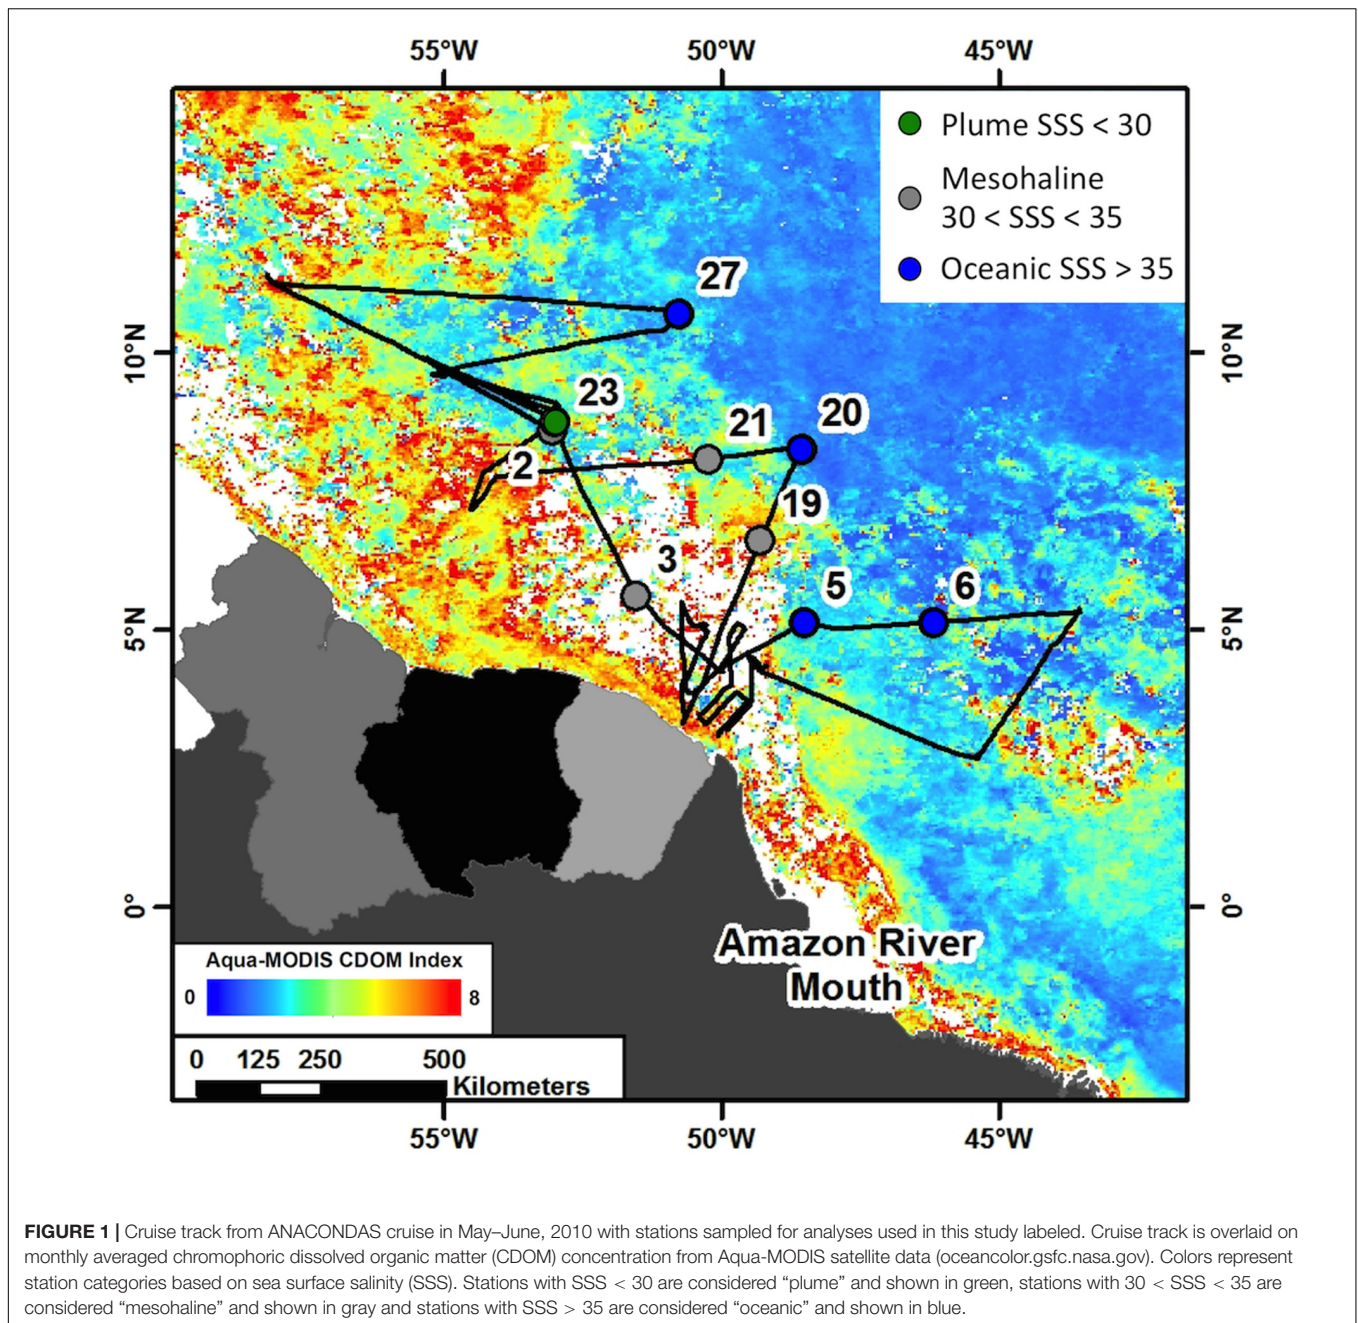 55°W 50°W 45°W
Plume SSS < 30
Mesohaline
30 < SSS < 35
Oceanic SSS > 35
27
10°N 10°N
23
21
20
2
19
3
5
6
5°N 5°N
0° 0°
Amazon River
Mouth
Aqua-MODIS CDOM Index
0 8
0 125 250 500
Kilometers
55°W 50°W 45°W
FIGURE 1 | Cruise track from ANACONDAS cruise in May–June, 2010 with stations sampled for analyses used in this study labeled. Cruise track is overlaid on
monthly averaged chromophoric dissolved organic matter (CDOM) concentration from Aqua-MODIS satellite data (oceancolor.gsfc.nasa.gov). Colors represent
station categories based on sea surface salinity (SSS). Stations with SSS < 30 are considered “plume” and shown in green, stations with 30 < SSS < 35 are
considered “mesohaline” and shown in gray and stations with SSS > 35 are considered “oceanic” and shown in blue.